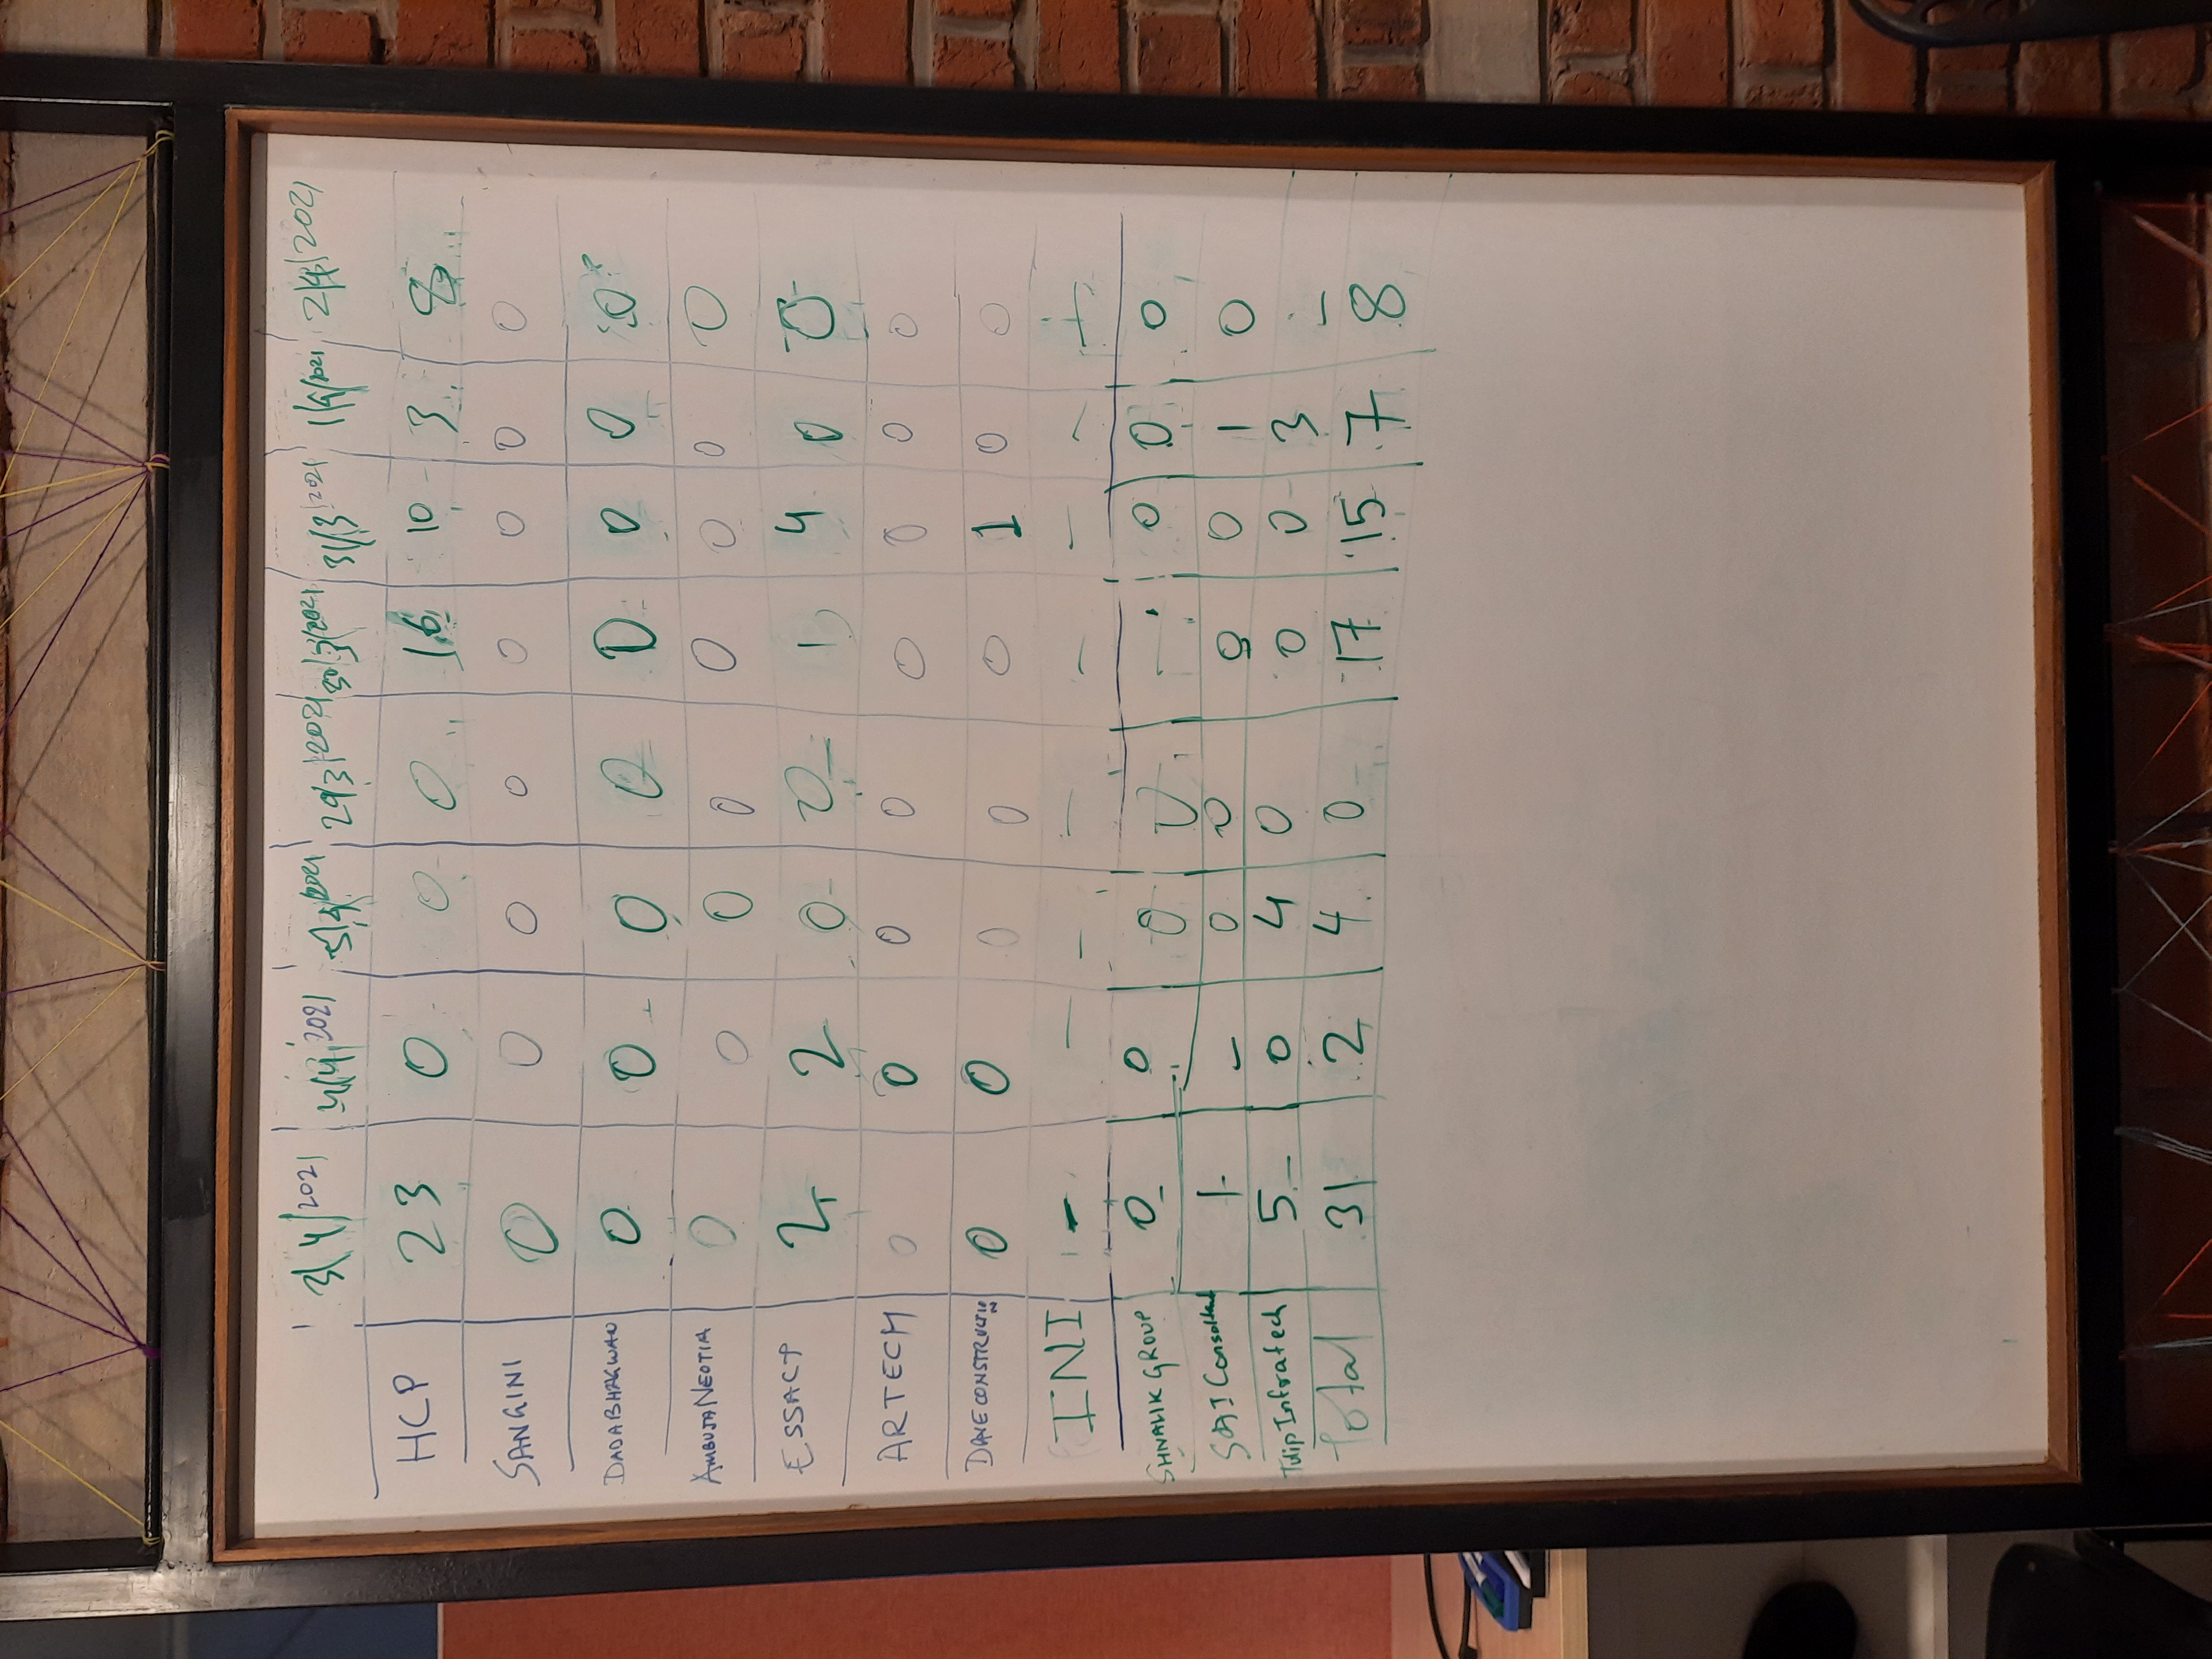 3/4/2021 4/4/2021 5/4/2021 29/3/2021 30/3/2021 31/3/2021 1/4/2021 2/4/2021
HCP 23 0 0 0 16 10 3 8
SANGINI 0 0 0 0 0 0 0 0
DADABHAGWAN 0 0 0 0 0 0 0 0
AMBUJA NEOTIA 0 0 0 0 0 0 0 0
ESSACP 2 2 0 0 1 4 0 0
ARTECH 0 0 0 0 0 0 0 0
DAVE CONSTRUCTION 0 0 0 0 0 1 0 0
INI - - - - - - - -
GROUP 0 0 0 0 - 0 0 0
SAI Consultant 1 - 0 0 0 0 1 0
Tulip Infratech 5 0 4 0 0 0 3 -
Total 31 2 4 0 17 15 7 8